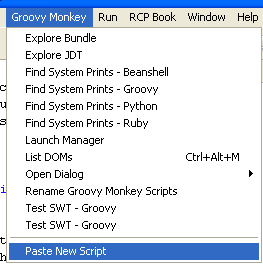 Groovy Monkey Run RCP Book Window Help
Explore Bundle
Explore JDT
Find System Prints - Beanshell
Find System Prints - Groovy
Find System Prints - Python
Find System Prints - Ruby
Launch Manager
List DOMs Ctrl+Alt+M
Open Dialog
Rename Groovy Monkey Scripts
Test SWT - Groovy
Test SWT - Groovy
Paste New Script